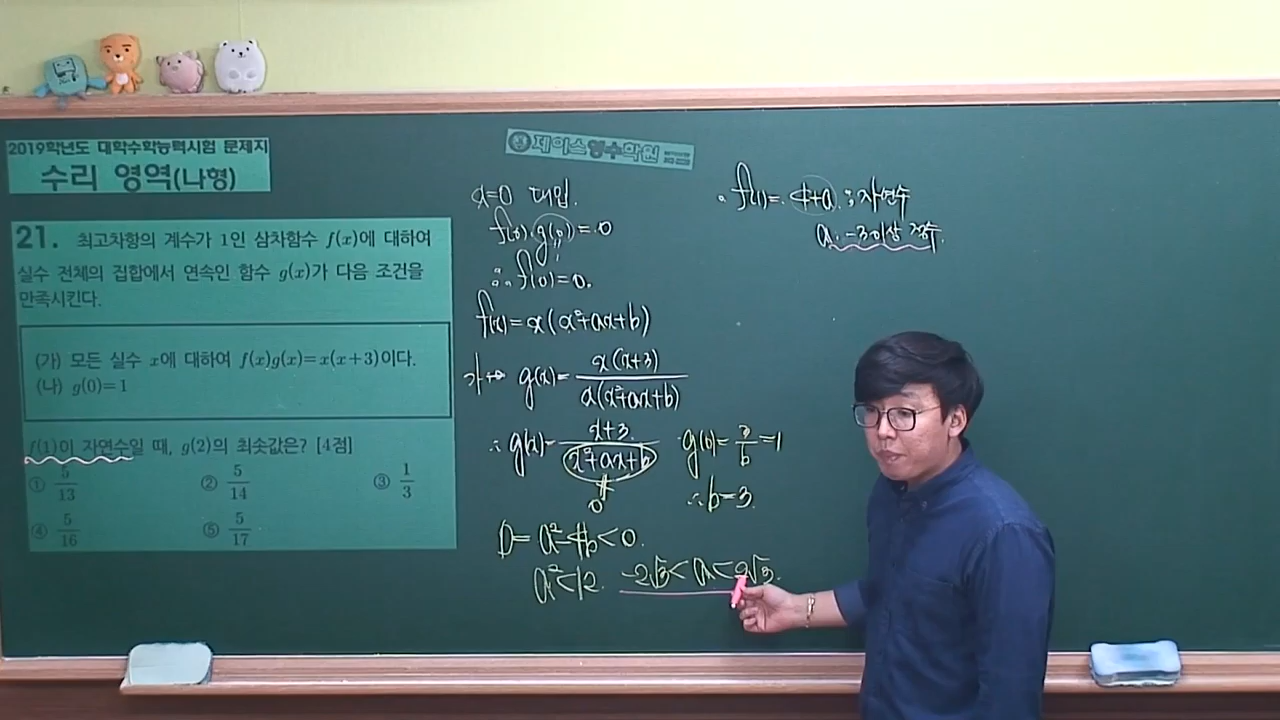 2019학년도 대학수학능력시험 문제지
수리 영역(나형)
21. 최고차항의 계수가 1인 삼차함수 f(x)에 대하여
실수 전체의 집합에서 연속인 함수 g(x)가 다음 조건을
만족시킨다.
(가) 모든 실수 x에 대하여 f(x)g(x)=x(x+3)이다.
(나) g(0)=1
f(1)이 자연수일 때, g(2)의 최솟값은? [4점]
① 5/13 ② 5/14 ③ 1/3
④ 5/16 ⑤ 5/17
제이스영수학원
x=0 대입.
f(0)·g(0)=0
∴ f(0)=0.
f(x)=x(x²+ax+b)
가→ g(x)= x(x+3) / x(x²+ax+b)
∴ g(x)= x+3 / x²+ax+b
g(0)= 3/b =1
∴ b=3.
0
D= a²-4b<0.
a²<12. -2√3<a<2√3.
f(1)= 4+a : 자연수
a: -3이상 정수.